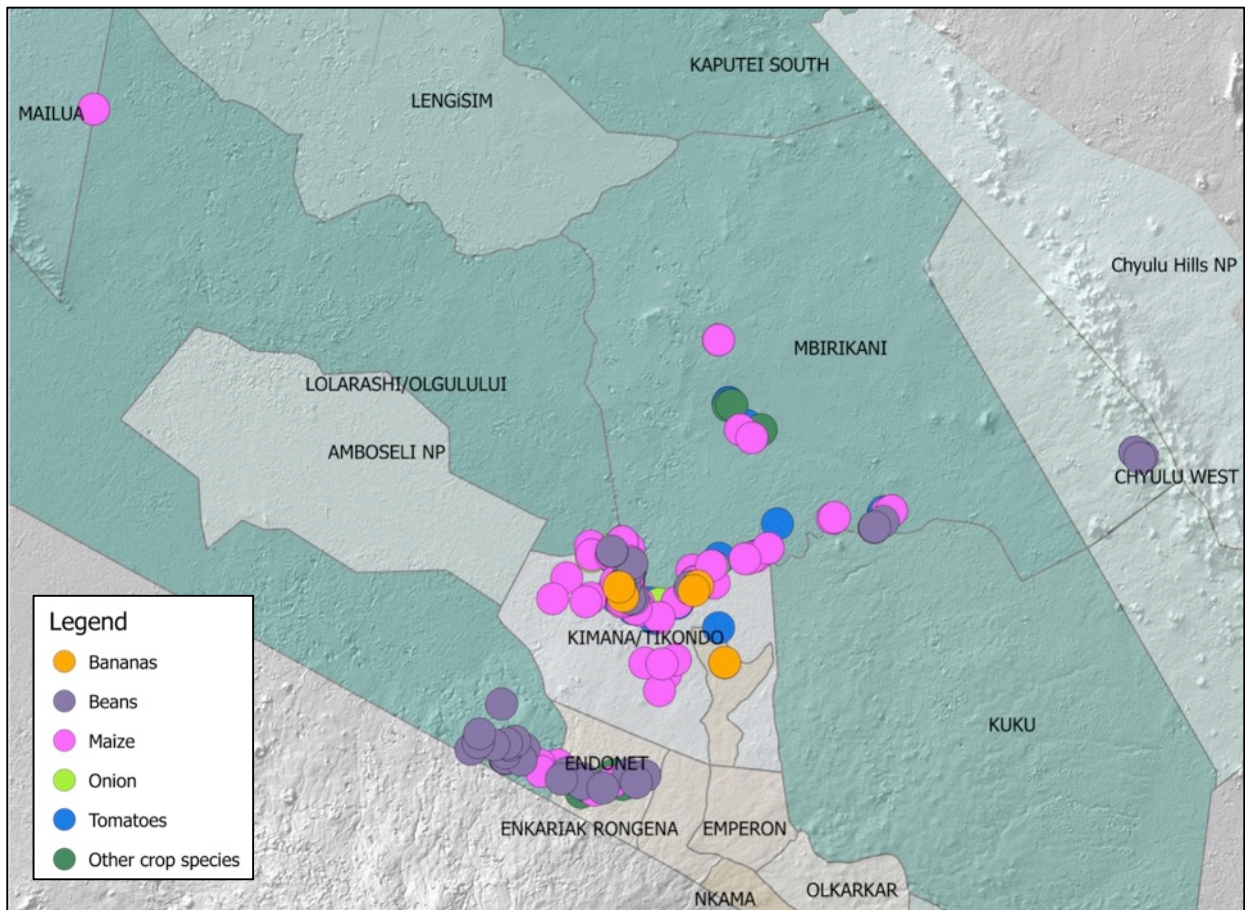 KAPUTEI SOUTH
LENGiSIM
MAILUA
Chyulu Hills NP
MBIRIKANI
LOLARASHI/OLGULULUI
AMBOSELI NP
CHYULU WEST
KIMANA/TIKONDO
KUKU
ENDONET
ENKARIAK RONGENA
EMPERON
OLKARKAR
NKAMA
Legend
Bananas
Beans
Maize
Onion
Tomatoes
Other crop species